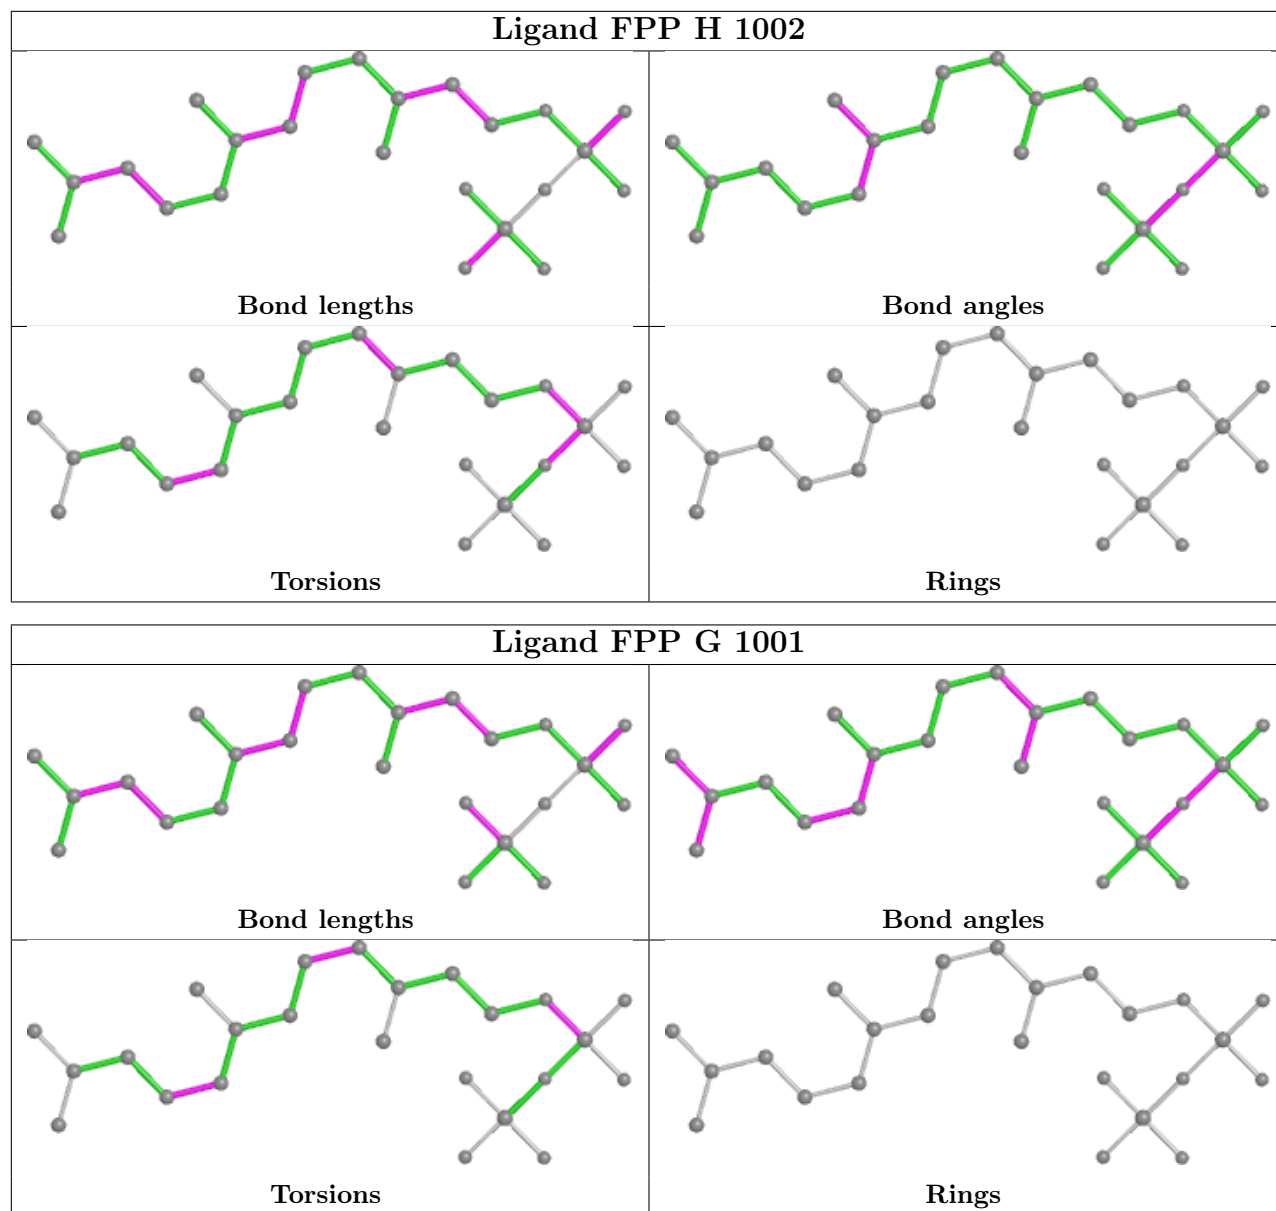 Ligand FPP H 1002
Bond lengths
Bond angles
Torsions
Rings
Ligand FPP G 1001
Bond lengths
Bond angles
Torsions
Rings